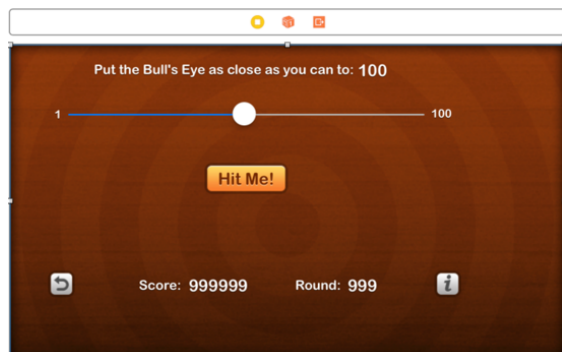 Put the Bull's Eye as close as you can to: 100
1 100
Hit Me!
Score: 999999 Round: 999
i